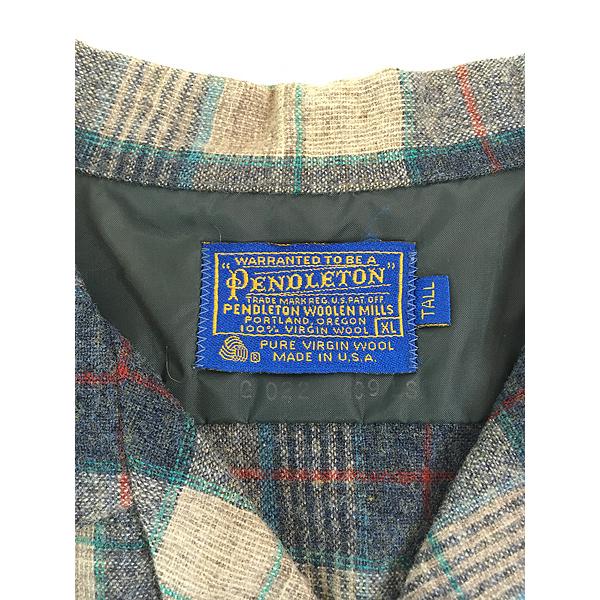 WARRANTED TO BE A
"PENDLETON"
TRADE MARK REG. U.S. PAT. OFF.
PENDLETON WOOLEN MILLS
PORTLAND, OREGON
100% VIRGIN WOOL XL
® PURE VIRGIN WOOL
MADE IN U.S.A.
TALL